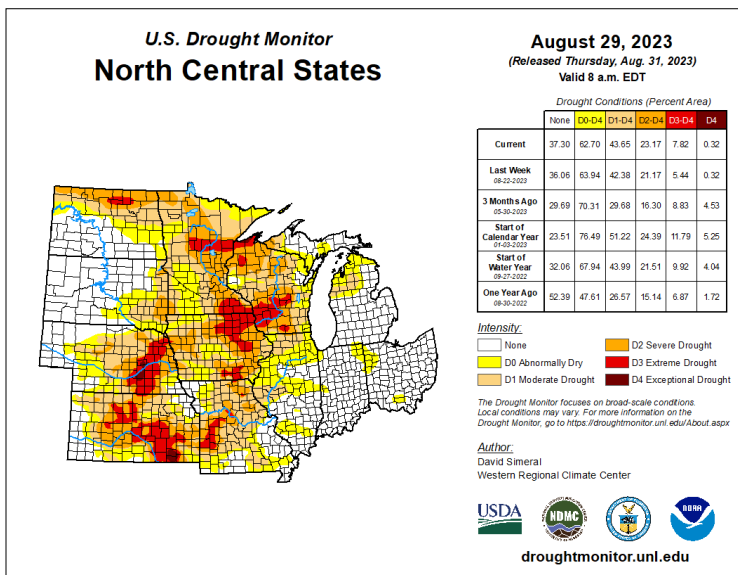 U.S. Drought Monitor
North Central States
August 29, 2023
(Released Thursday, Aug. 31, 2023)
Valid 8 a.m. EDT
Drought Conditions (Percent Area)
None D0-D4 D1-D4 D2-D4 D3-D4 D4
Current 37.30 62.70 43.65 23.17 7.82 0.32
Last Week
08-22-2023 36.06 63.94 42.38 21.17 5.44 0.32
3 Months Ago
05-30-2023 29.69 70.31 29.68 16.30 8.83 4.53
Start of
Calendar Year
01-03-2023 23.51 76.49 51.22 24.39 11.79 5.25
Start of
Water Year
09-27-2022 32.06 67.94 43.99 21.51 9.92 4.04
One Year Ago
08-30-2022 52.39 47.61 26.57 15.14 6.87 1.72
Intensity:
None
D0 Abnormally Dry
D1 Moderate Drought
D2 Severe Drought
D3 Extreme Drought
D4 Exceptional Drought
The Drought Monitor focuses on broad-scale conditions.
Local conditions may vary. For more information on the
Drought Monitor, go to https://droughtmonitor.unl.edu/About.aspx
Author:
David Simeral
Western Regional Climate Center
USDA
NDMC
NOAA
droughtmonitor.unl.edu